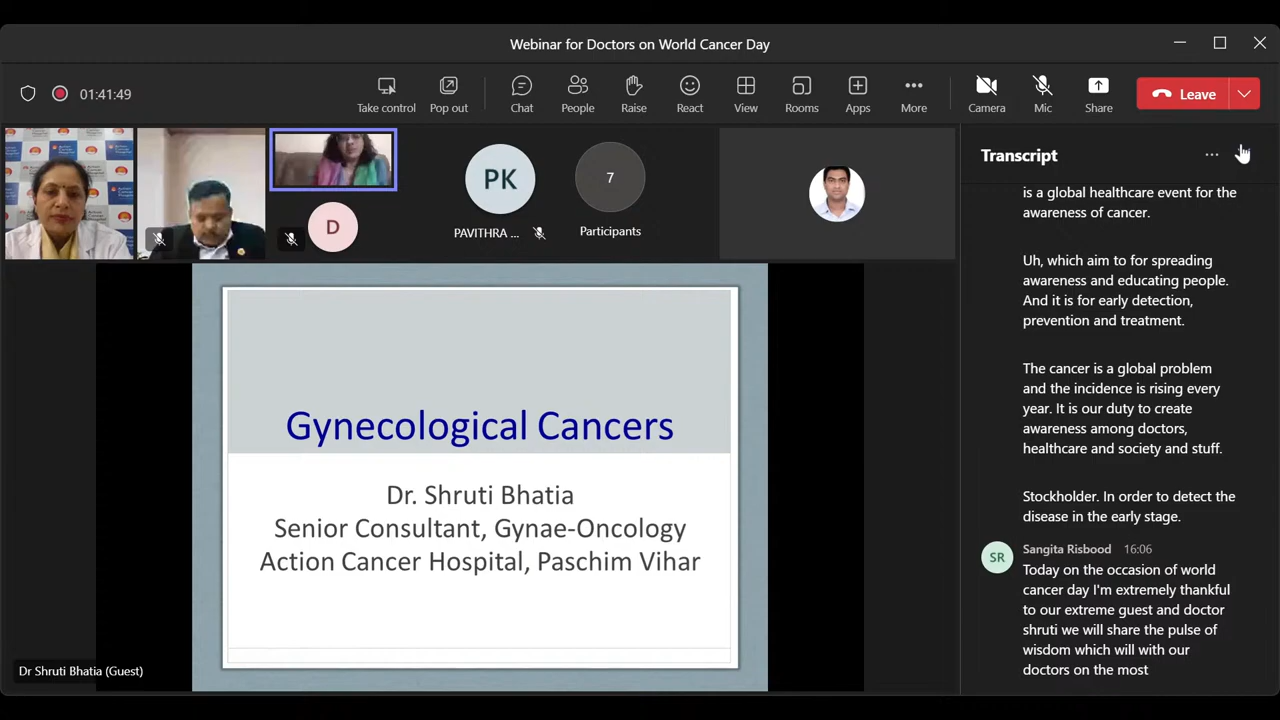 Webinar for Doctors on World Cancer Day
01:41:49
Take control
Pop out
Chat
People
Raise
React
View
Rooms
Apps
More
Camera
Mic
Share
Leave
D
PK
PAVITHRA ...
7
Participants
Gynecological Cancers
Dr. Shruti Bhatia
Senior Consultant, Gynae-Oncology
Action Cancer Hospital, Paschim Vihar
Dr Shruti Bhatia (Guest)
Transcript
is a global healthcare event for the
awareness of cancer.
Uh, which aim to for spreading
awareness and educating people.
And it is for early detection,
prevention and treatment.
The cancer is a global problem
and the incidence is rising every
year. It is our duty to create
awareness among doctors,
healthcare and society and stuff.
Stockholder. In order to detect the
disease in the early stage.
SR
Sangita Risbood 16:06
Today on the occasion of world
cancer day I'm extremely thankful
to our extreme guest and doctor
shruti we will share the pulse of
wisdom which will with our
doctors on the most